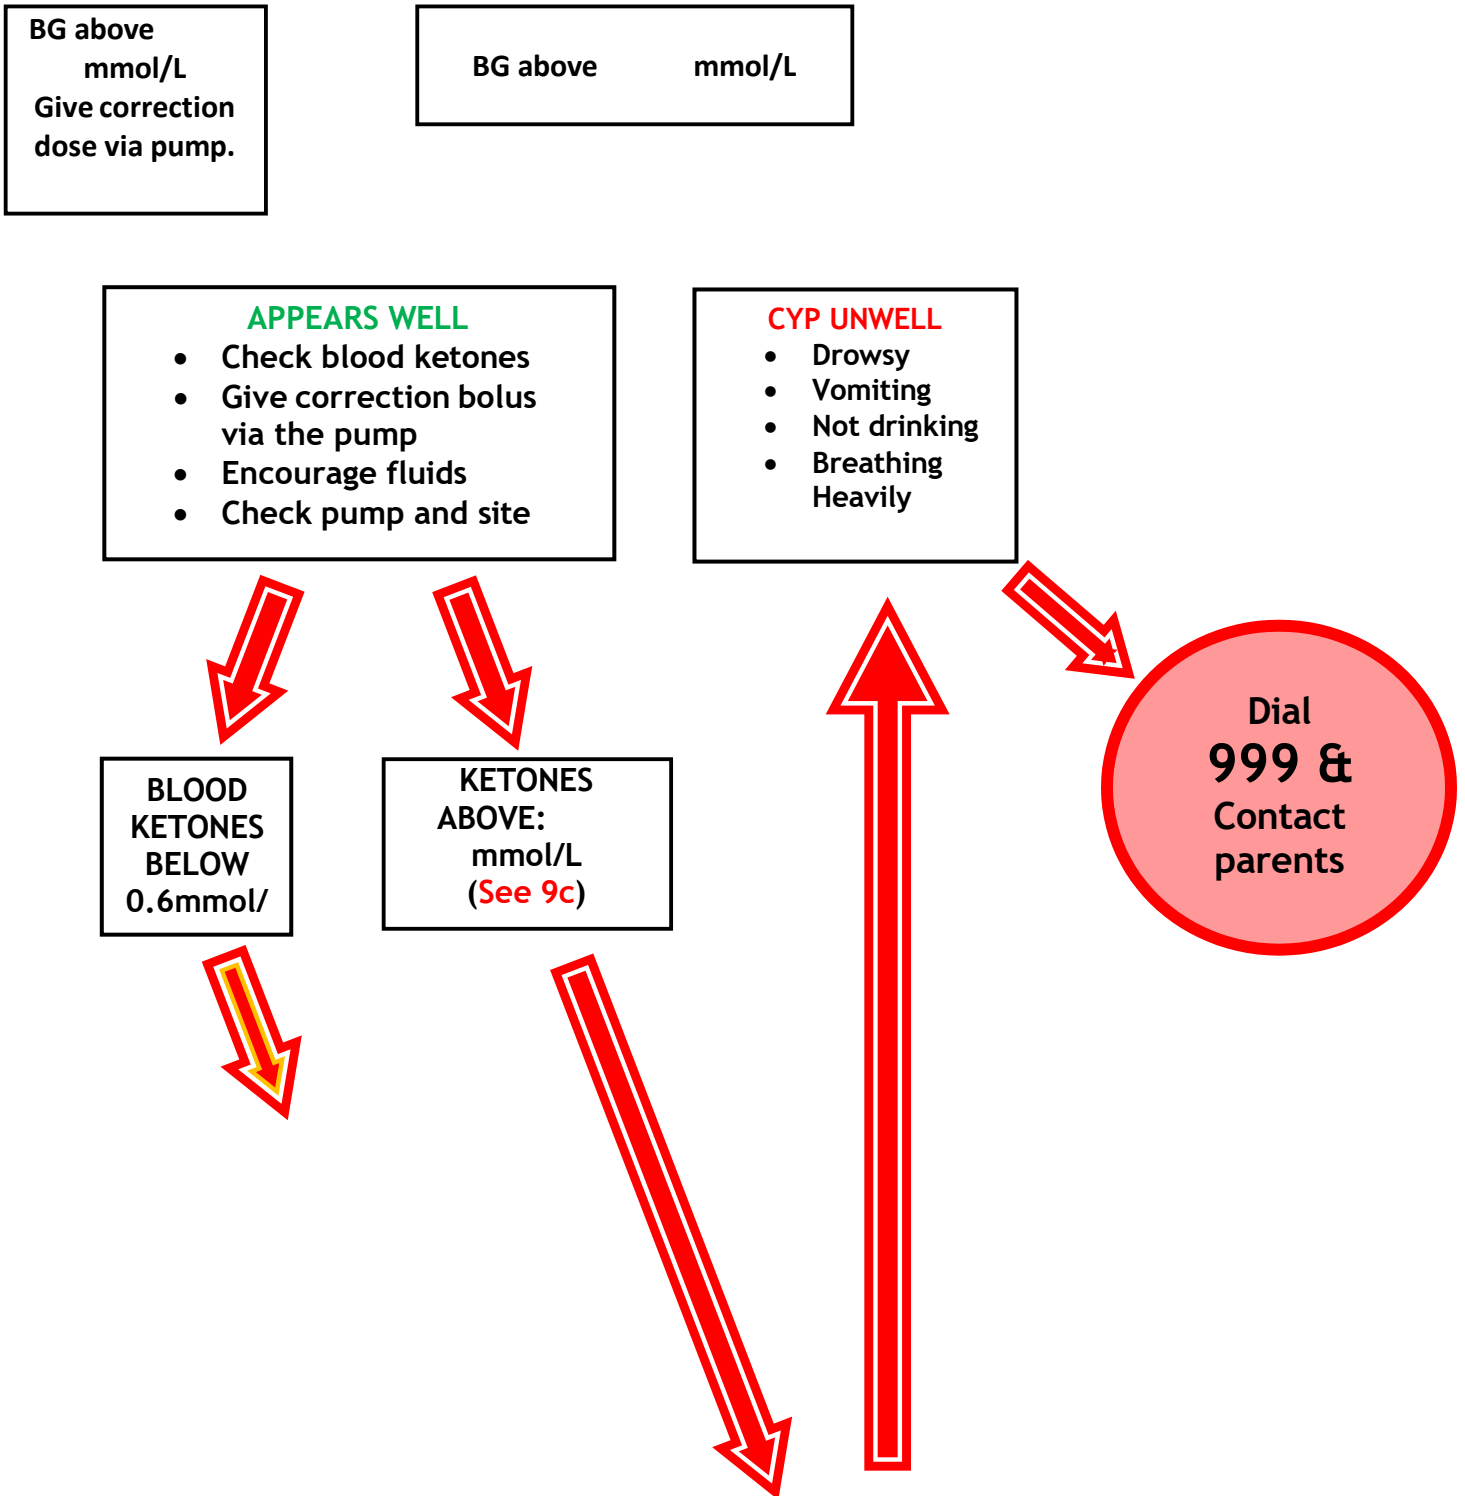 BG above
mmol/L
Give correction
dose via pump.
BG above mmol/L
APPEARS WELL
• Check blood ketones
• Give correction bolus
via the pump
• Encourage fluids
• Check pump and site
CYP UNWELL
• Drowsy
• Vomiting
• Not drinking
• Breathing
Heavily
Dial
999 &
Contact
parents
BLOOD
KETONES
BELOW
0.6mmol/
KETONES
ABOVE:
mmol/L
(See 9c)